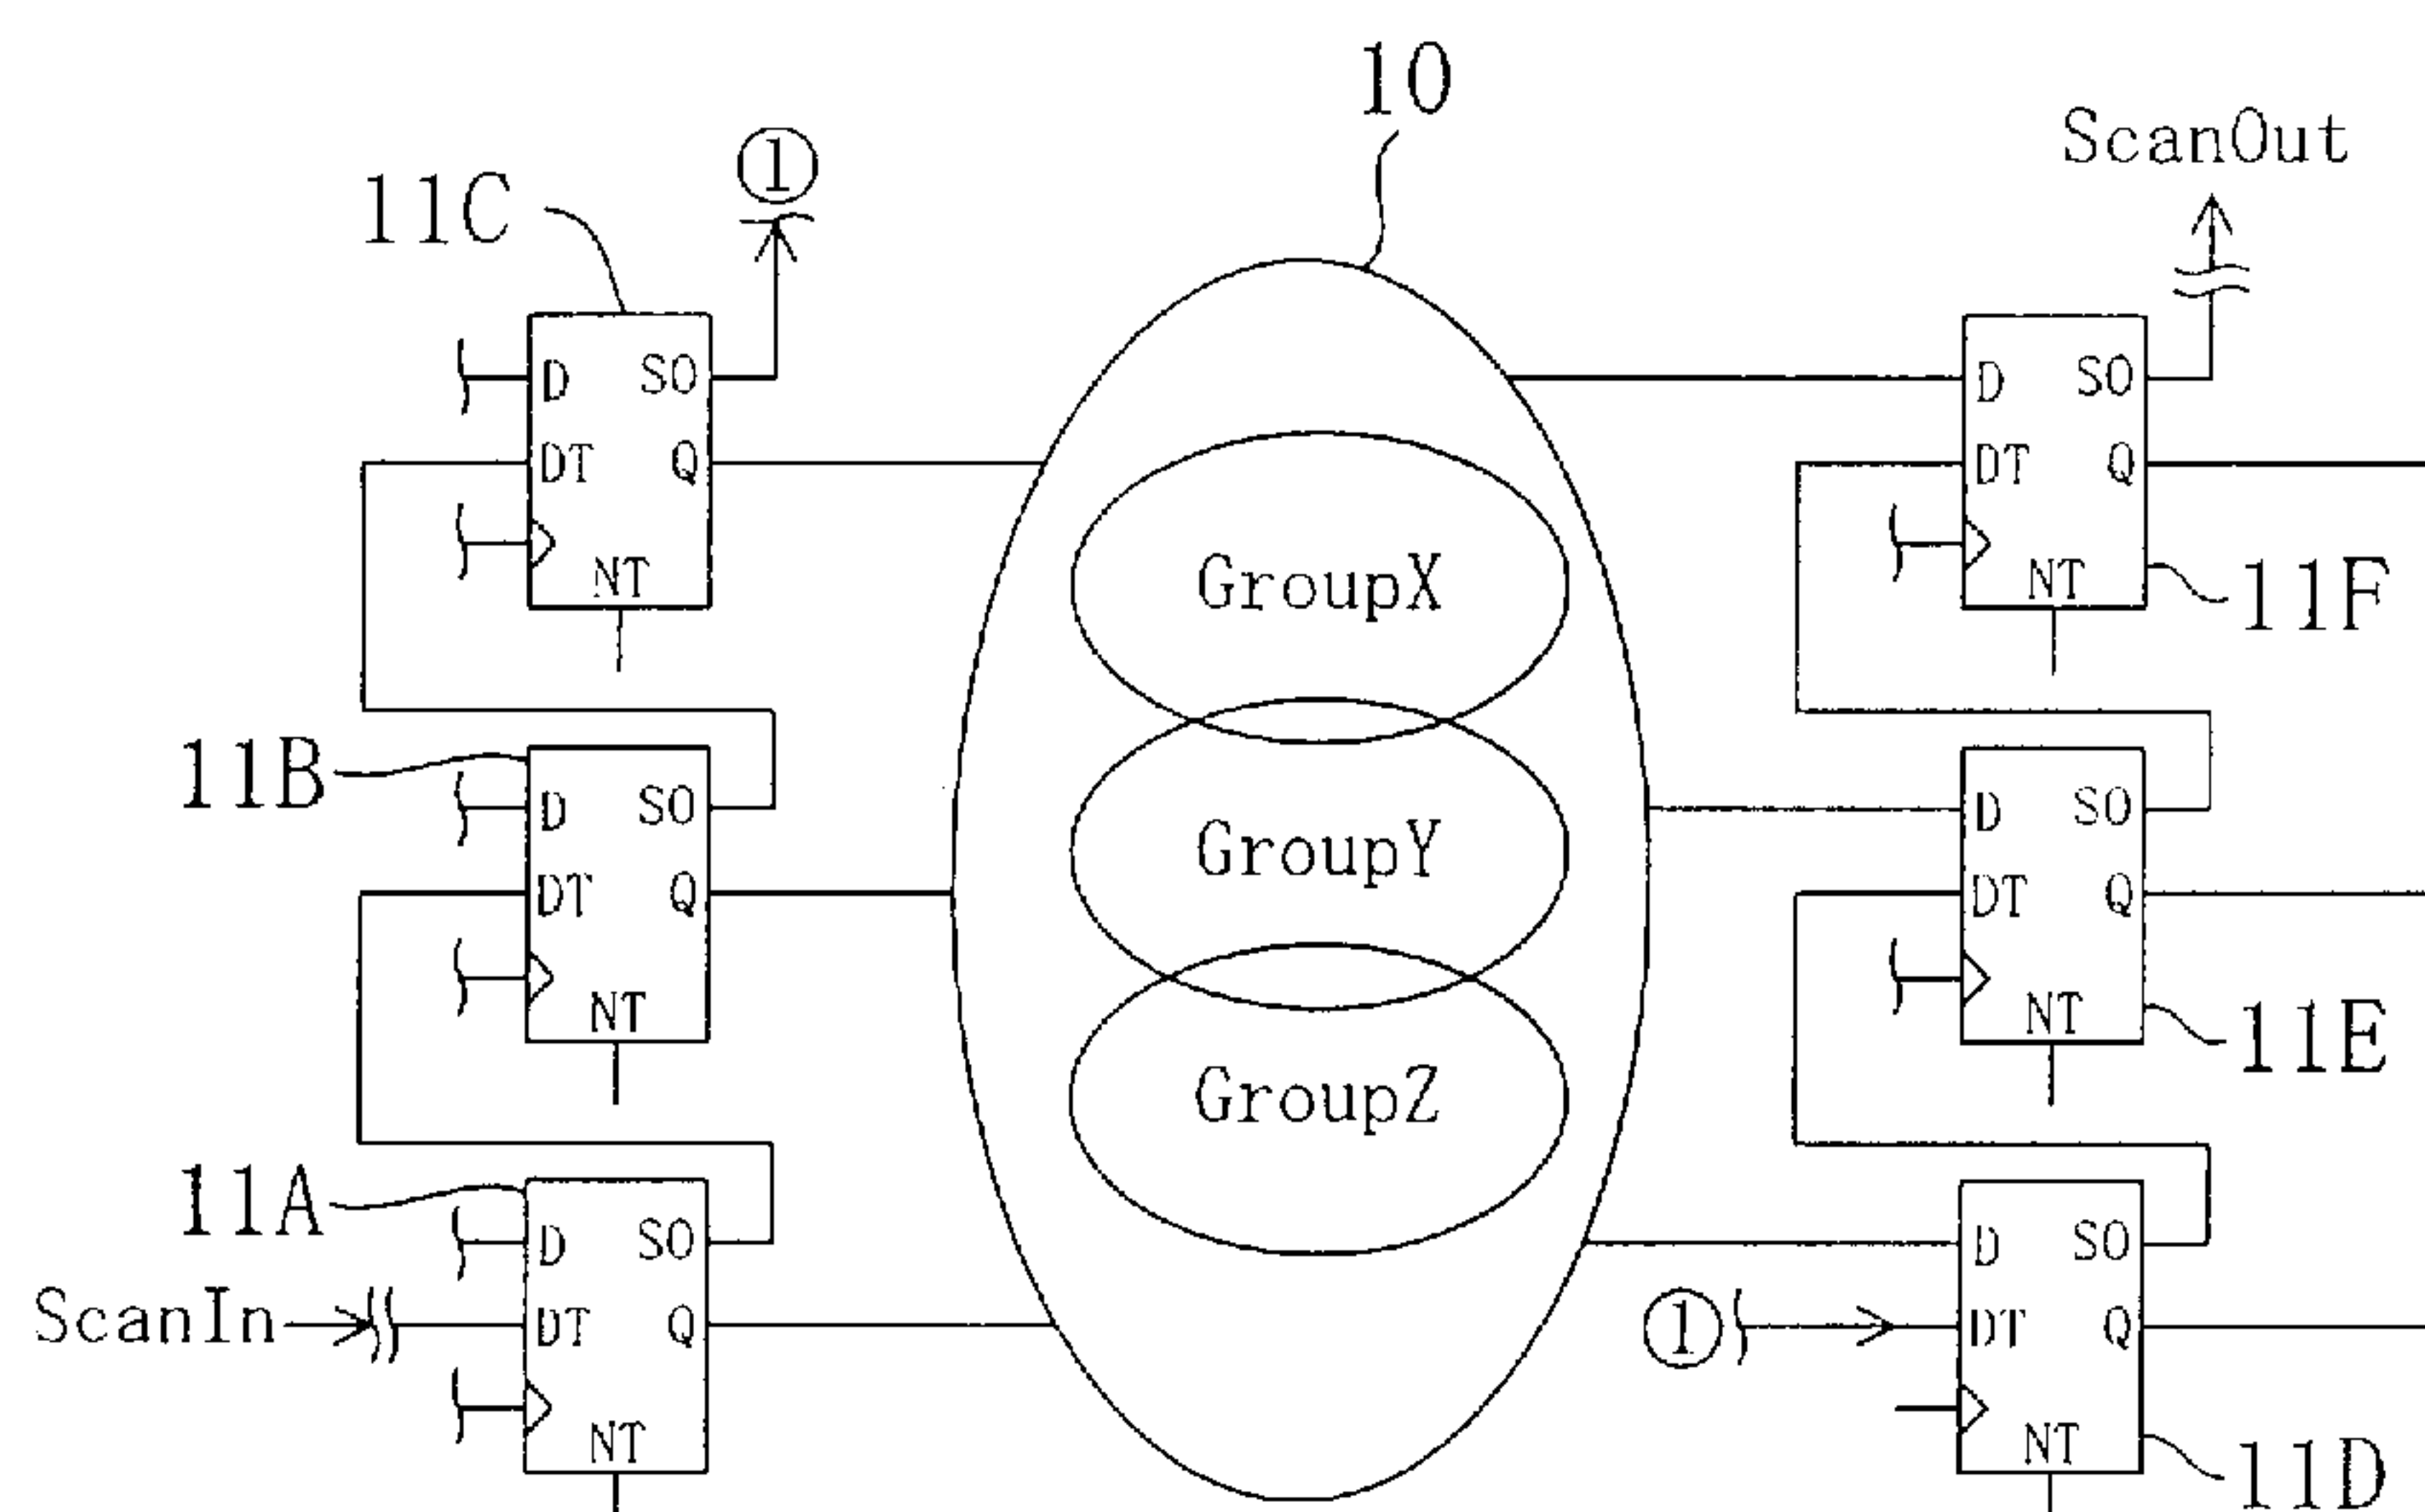 10
ScanOut
①
11C
D SO
DT Q
NT
D SO
DT Q
NT
11F
GroupX
11B
D SO
DT Q
NT
GroupY
D SO
DT Q
NT
11E
GroupZ
11A
D SO
ScanIn
DT Q
NT
D SO
①
DT Q
NT
11D